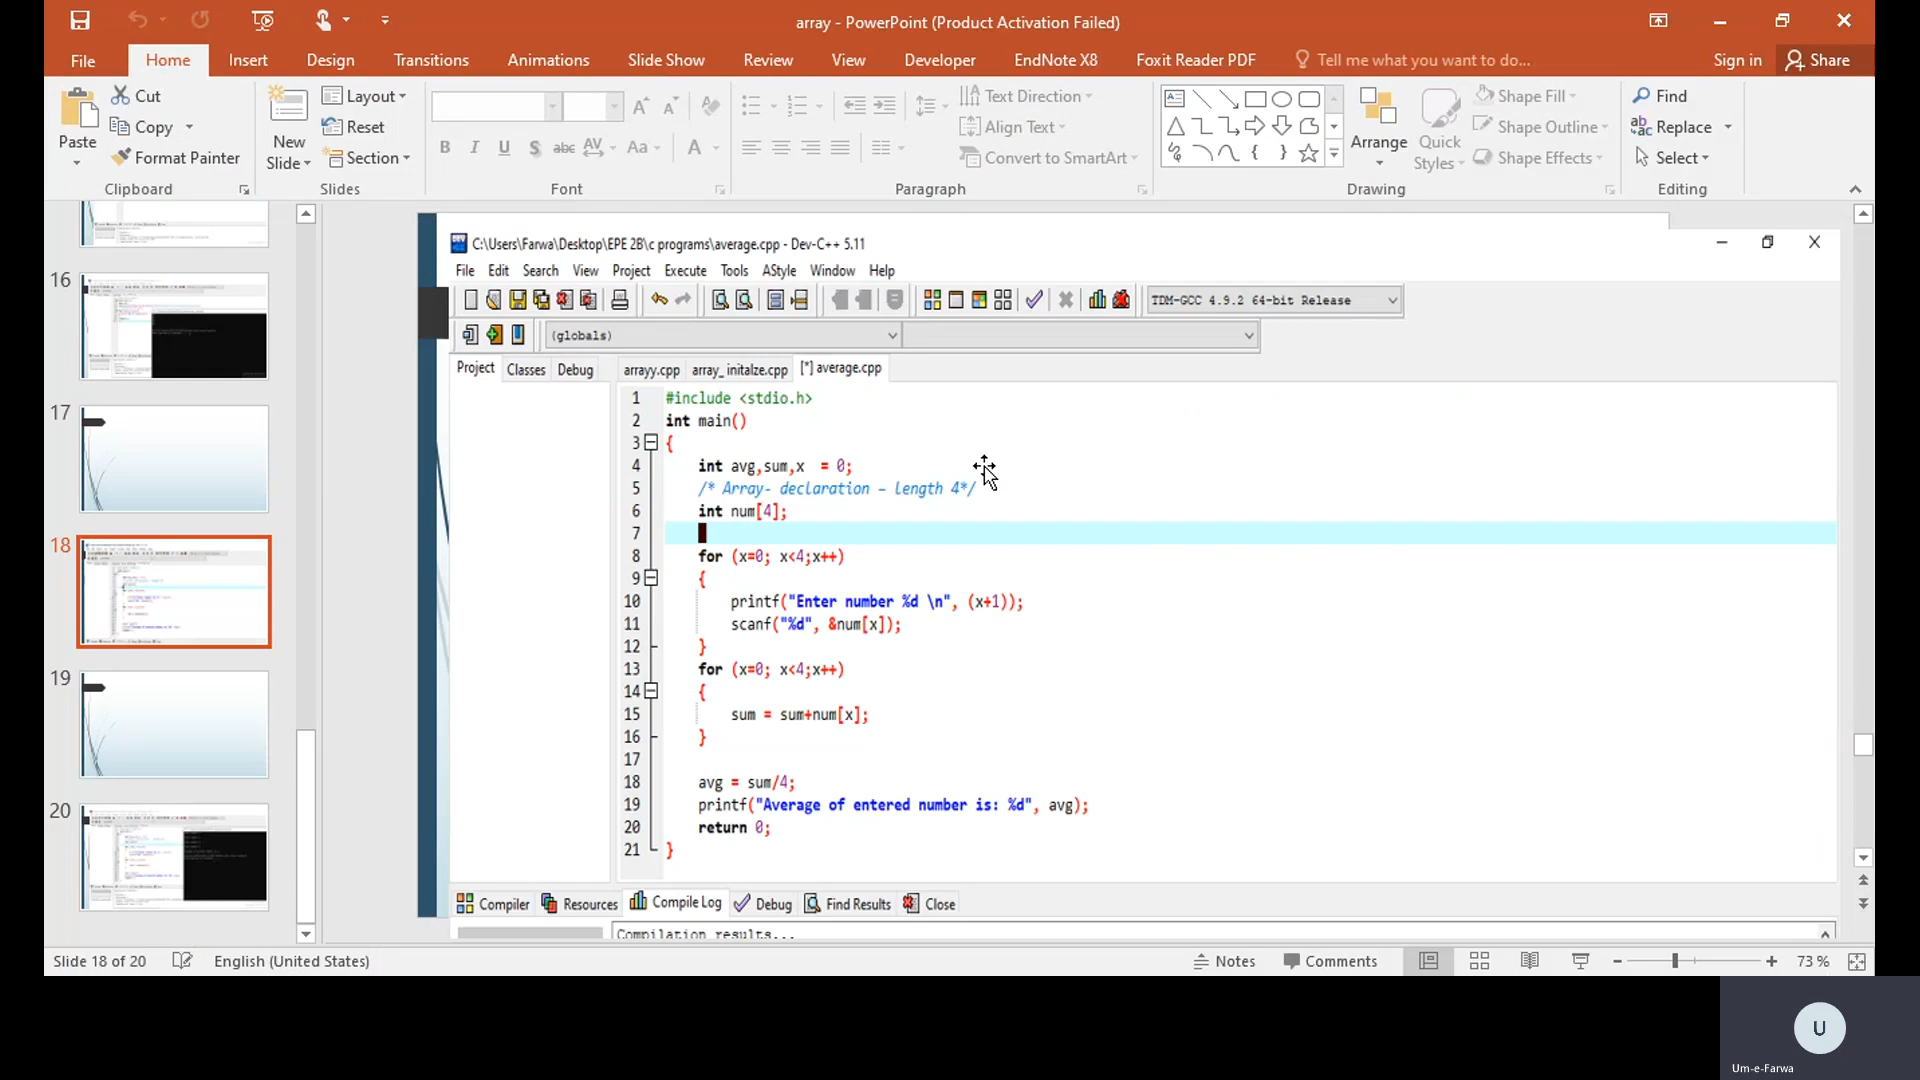 array - PowerPoint (Product Activation Failed)
File Home Insert Design Transitions Animations Slide Show Review View Developer EndNote X8 Foxit Reader PDF Tell me what you want to do... Sign in Share
Paste
Cut
Copy
Format Painter
Clipboard
New Slide
Layout
Reset
Section
Slides
B I U S abc AV Aa A
Font
Text Direction
Align Text
Convert to SmartArt
Paragraph
Arrange
Quick Styles
Shape Fill
Shape Outline
Shape Effects
Drawing
Find
Replace
Select
Editing
16
17
18
19
20
C:\Users\Farwa\Desktop\EPE 2B\c programs\average.cpp - Dev-C++ 5.11
File Edit Search View Project Execute Tools AStyle Window Help
TDM-GCC 4.9.2 64-bit Release
(globals)
Project Classes Debug
arrayy.cpp array_ initalze.cpp [*] average.cpp
1 #include <stdio.h>
2 int main()
3 {
4 int avg,sum,x = 0;
5 /* Array- declaration – length 4*/
6 int num[4];
7
8 for (x=0; x<4;x++)
9 {
10 printf("Enter number %d \n", (x+1));
11 scanf("%d", &num[x]);
12 }
13 for (x=0; x<4;x++)
14 {
15 sum = sum+num[x];
16 }
17
18 avg = sum/4;
19 printf("Average of entered number is: %d", avg);
20 return 0;
21 }
Compiler Resources Compile Log Debug Find Results Close
Compilation results...
Slide 18 of 20 English (United States) Notes Comments 73 %
U
Um-e-Farwa